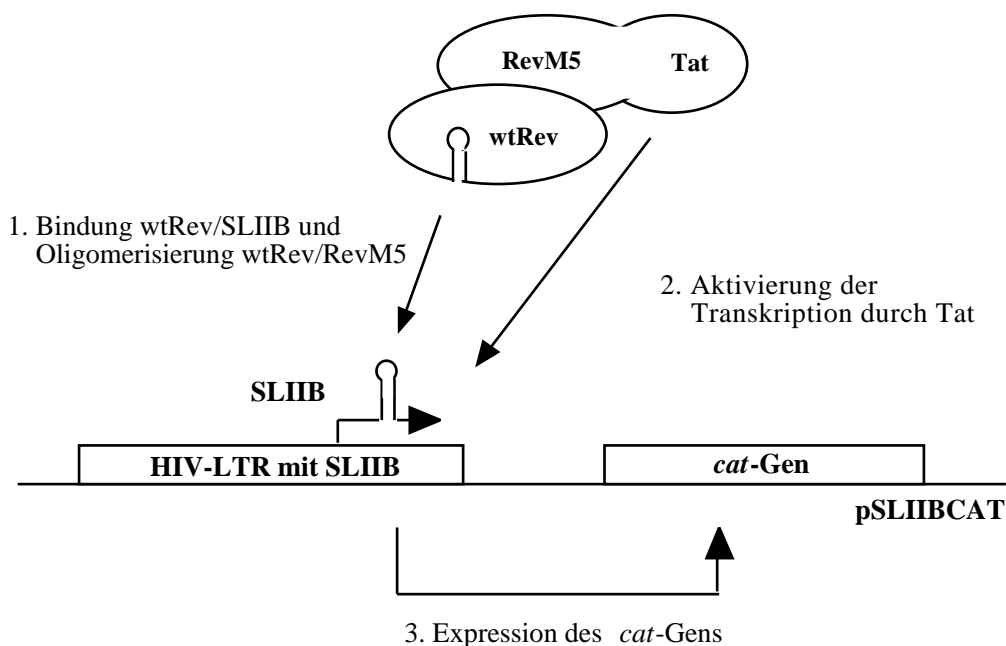 RevM5 Tat
wtRev
1. Bindung wtRev/SLIIB und
Oligomerisierung wtRev/RevM5
2. Aktivierung der
Transkription durch Tat
SLIIB
HIV-LTR mit SLIIB
cat-Gen
pSLIIBCAT
3. Expression des cat-Gens